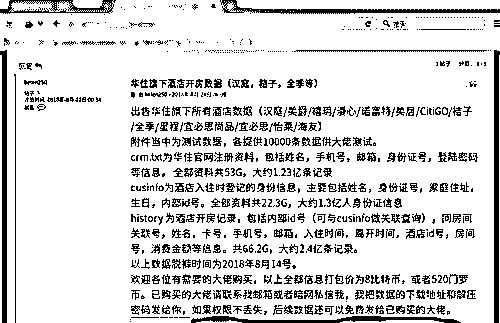 华住旗下酒店开房数据（汉庭，桔子，全季等）
出售华住旗下所有酒店数据（汉庭/美爵/禧玥/漫心/诺富特/美居/CitiGO/桔子
/全季/星程/宜必思尚品/宜必思/怡莱/海友）
附件当中为测试数据，各提供10000条数据供大佬测试。
crm.txt为华住官网注册资料，包括姓名，手机号，邮箱，身份证号，登陆密码
等信息，全部资料共53G，大约1.23亿条记录
cusinfo为酒店入住时登记的身份信息，主要包括姓名，身份证号，家庭住址，
生日，内部id号。全部资料共22.3G，大约1.3亿人身份证信息
history为酒店开房记录，包括内部id号（可与cusinfo做关联查询），同房间
关联号，姓名，卡号，手机号，邮箱，入住时间，离开时间，酒店id号，房间
号，消费金额等信息。共66.2G，大约2.4亿条记录。
以上数据脱裤时间为2018年8月14号。
欢迎各位有需要的大佬购买，以上全部信息打包价为8比特币，或者520门罗
币。已购买的大佬请联系我邮箱或者暗网私信我，我把数据的下载地址和解压
密码发给你，如果权限不丢失，后续数据还可以免费发给已购买的大佬。